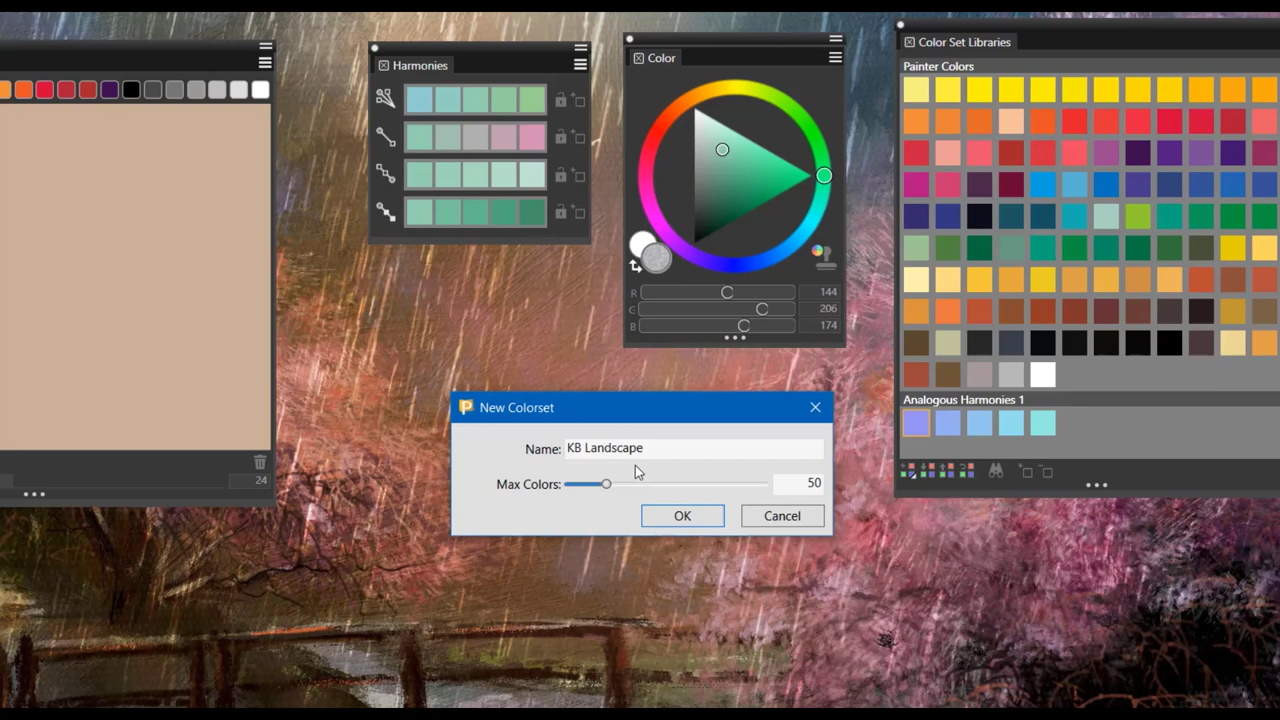 24
Harmonies
Color
R 144
G 206
B 174
Color Set Libraries
Painter Colors
Analogous Harmonies 1
New Colorset
Name: KB Landscape
Max Colors: 50
OK
Cancel